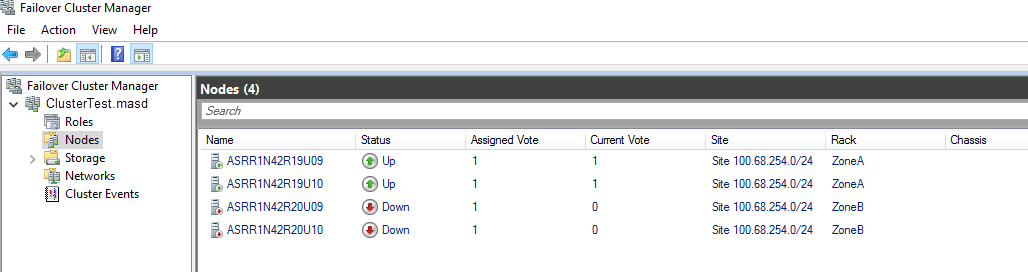 Failover Cluster Manager
File Action View Help
Failover Cluster Manager
ClusterTest.masd
Roles
Nodes
Storage
Networks
Cluster Events
Nodes (4)
Search
Name Status Assigned Vote Current Vote Site Rack Chassis
ASRR1N42R19U09 Up 1 1 Site 100.68.254.0/24 ZoneA
ASRR1N42R19U10 Up 1 1 Site 100.68.254.0/24 ZoneA
ASRR1N42R20U09 Down 1 0 Site 100.68.254.0/24 ZoneB
ASRR1N42R20U10 Down 1 0 Site 100.68.254.0/24 ZoneB